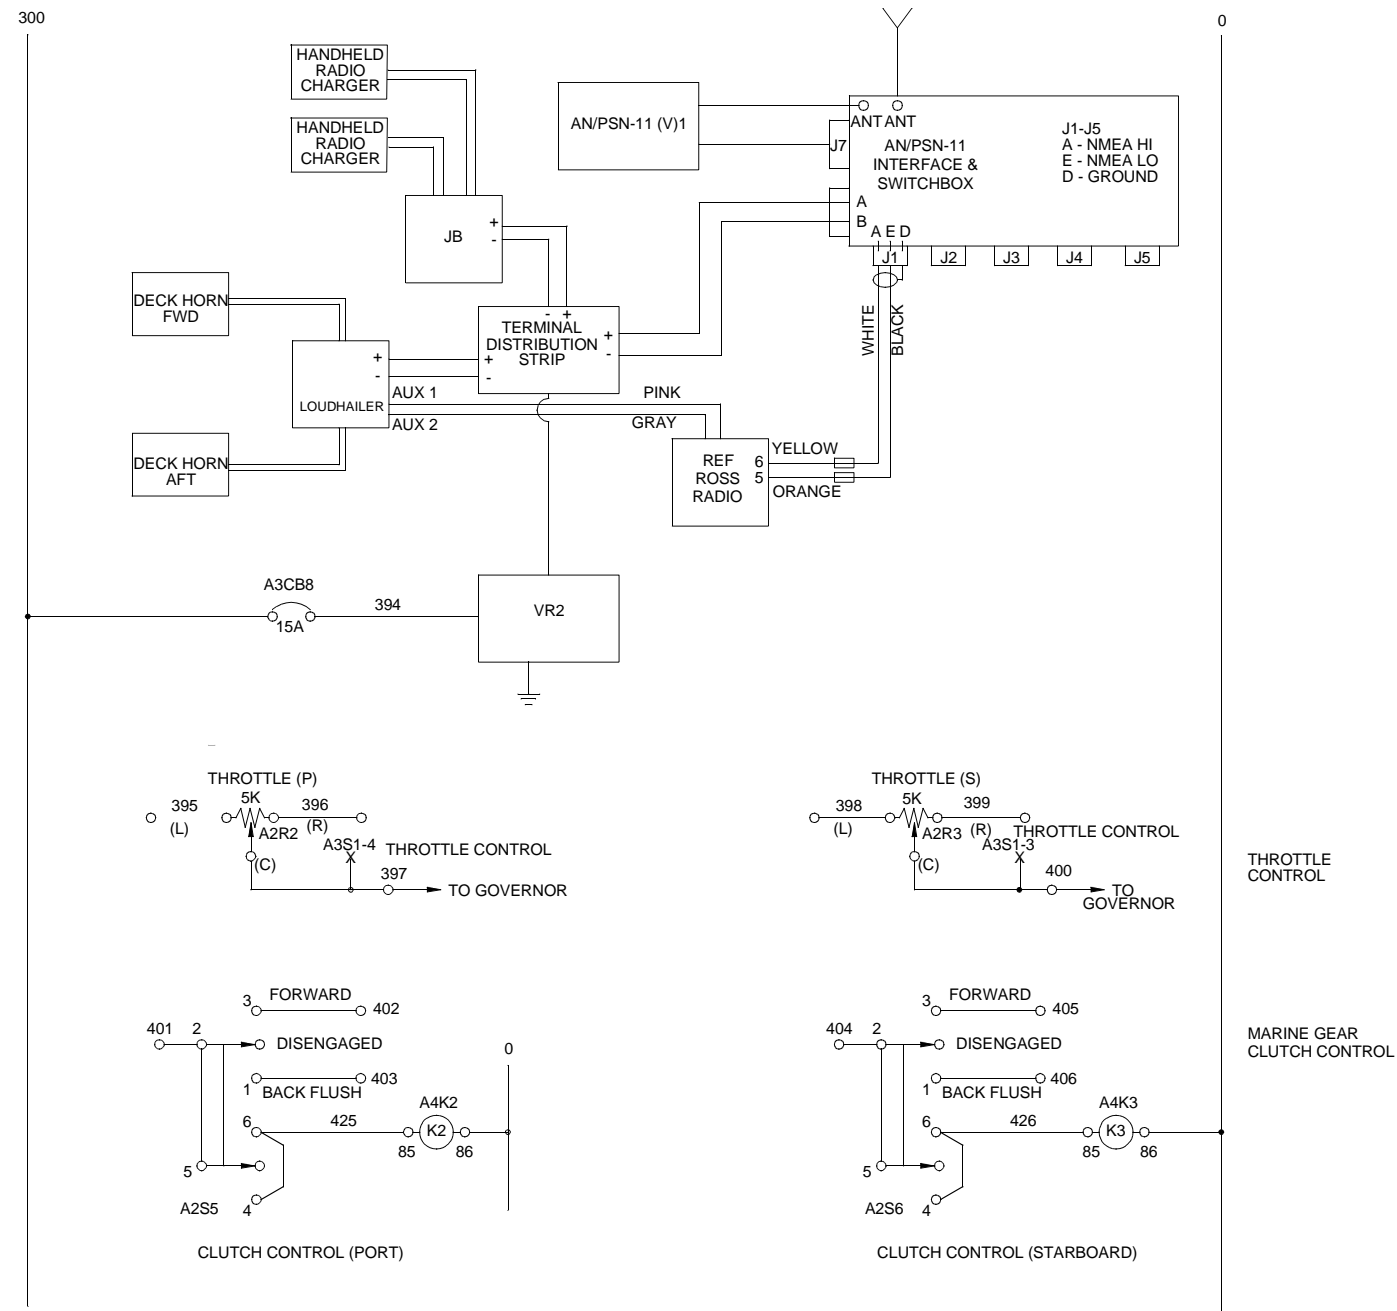 300
0
HANDHELD
RADIO
CHARGER
HANDHELD
RADIO
CHARGER
AN/PSN-11 (V)1
ANT ANT
J7
AN/PSN-11
INTERFACE &
SWITCHBOX
J1-J5
A - NMEA HI
E - NMEA LO
D - GROUND
A
B
A E D
J1
J2
J3
J4
J5
JB
+
-
DECK HORN
FWD
- +
TERMINAL
DISTRIBUTION
STRIP
+
-
+
-
+
-
LOUDHAILER
AUX 1
AUX 2
PINK
GRAY
WHITE
BLACK
DECK HORN
AFT
REF
ROSS
RADIO
6
5
YELLOW
ORANGE
A3CB8
15A
394
VR2
THROTTLE (P)
395
(L)
5K
A2R2
396
(R)
(C)
A3S1-4
THROTTLE CONTROL
397
TO GOVERNOR
THROTTLE (S)
398
(L)
5K
A2R3
399
(R)
(C)
A3S1-3
THROTTLE CONTROL
400
TO
GOVERNOR
THROTTLE
CONTROL
3
FORWARD
402
401
2
DISENGAGED
1
BACK FLUSH
403
0
6
425
A4K2
K2
85
86
5
A2S5
4
CLUTCH CONTROL (PORT)
3
FORWARD
405
404
2
DISENGAGED
1
BACK FLUSH
406
6
426
A4K3
K3
85
86
5
A2S6
4
CLUTCH CONTROL (STARBOARD)
MARINE GEAR
CLUTCH CONTROL